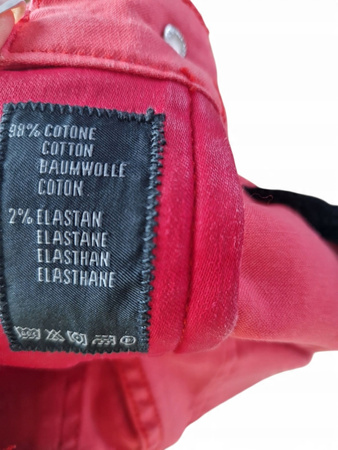 98% COTONE
COTTON
BAUMWOLLE
COTON
2% ELASTAN
ELASTANE
ELASTHAN
ELASTHANE